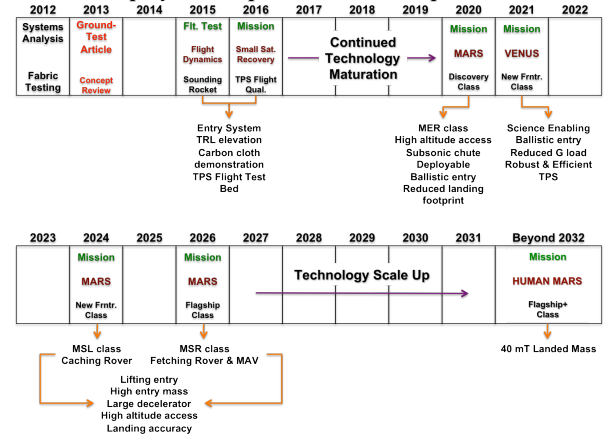 2012 2013 2014 2015 2016 2017 2018 2019 2020 2021 2022
Systems Analysis
Fabric Testing
Ground-Test Article
Concept Review
Flt. Test
Flight Dynamics
Sounding Rocket
Mission
Small Sat. Recovery
TPS Flight Qual.
Continued
Technology
Maturation
Mission
MARS
Discovery Class
Mission
VENUS
New Frntr. Class
Entry System
TRL elevation
Carbon cloth
demonstration
TPS Flight Test
Bed
MER class
High altitude access
Subsonic chute
Deployable
Ballistic entry
Reduced landing
footprint
Science Enabling
Ballistic entry
Reduced G load
Robust & Efficient
TPS
2023 2024 2025 2026 2027 2028 2029 2030 2031 Beyond 2032
Mission
MARS
New Frntr.
Class
Mission
MARS
Flagship
Class
Technology Scale Up
Mission
HUMAN MARS
Flagship+
Class
MSL class
Caching Rover
MSR class
Fetching Rover & MAV
40 mT Landed Mass
Lifting entry
High entry mass
Large decelerator
High altitude access
Landing accuracy